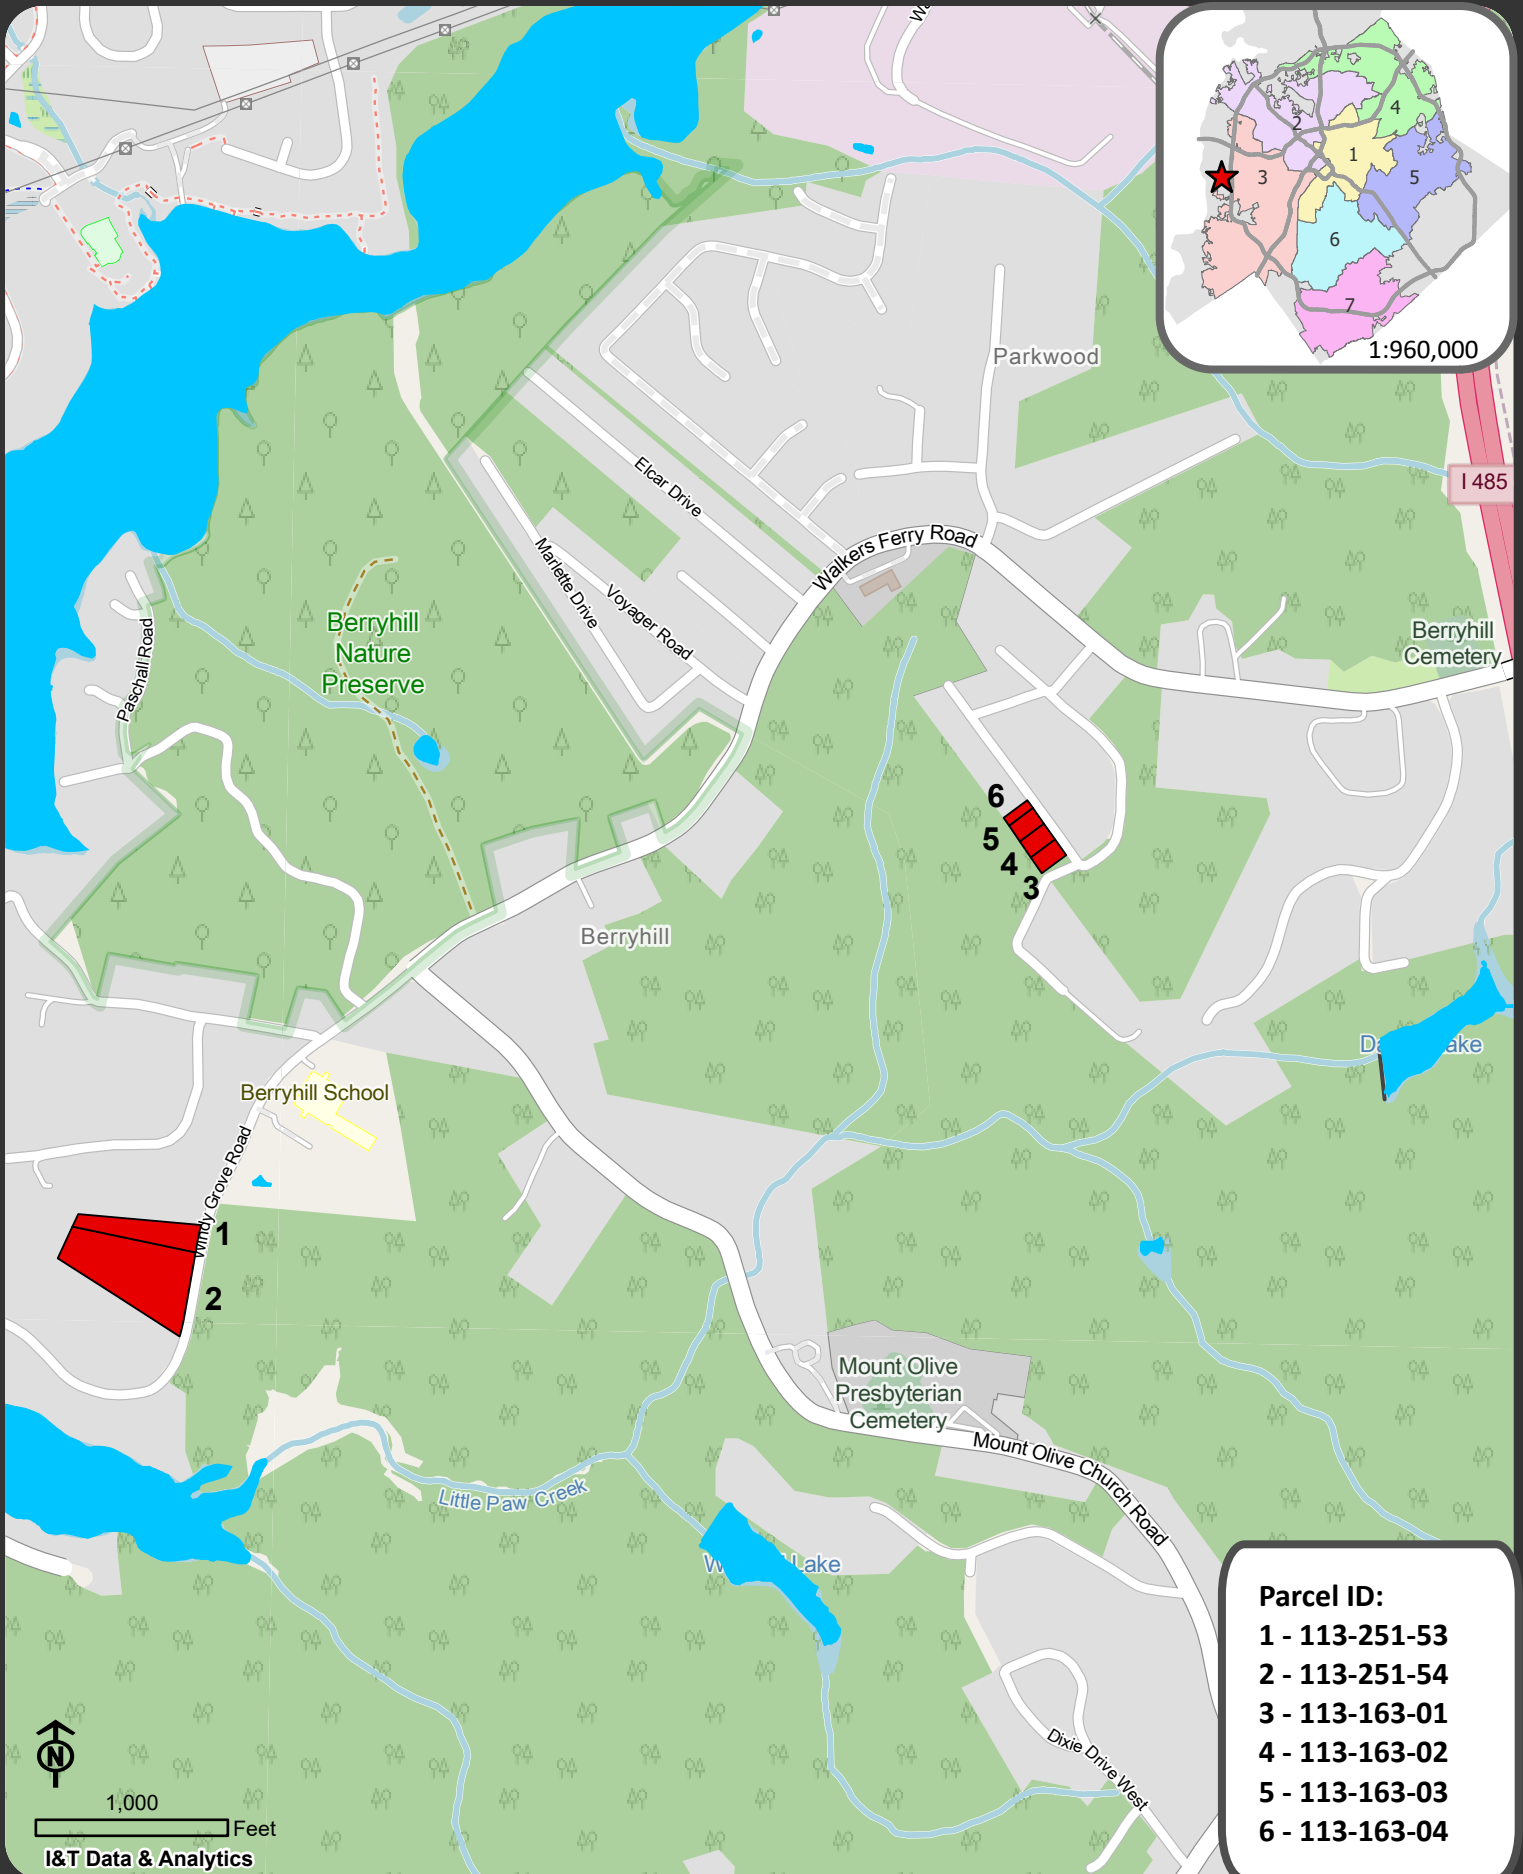 Wa
4
2
1
3
5
6
7
1:960,000
Parkwood
I 485
Elcar Drive
Walkers Ferry Road
Marlette Drive
Voyager Road
Berryhill
Nature
Preserve
Paschall Road
Berryhill
Cemetery
6
5
4
3
Berryhill
Berryhill School
Windy Grove Road
1
2
Mount Olive
Presbyterian
Cemetery
Mount Olive Church Road
Little Paw Creek
Lake
Dixie Drive West
Parcel ID:
1 - 113-251-53
2 - 113-251-54
3 - 113-163-01
4 - 113-163-02
5 - 113-163-03
6 - 113-163-04
N
1,000
Feet
I&T Data & Analytics